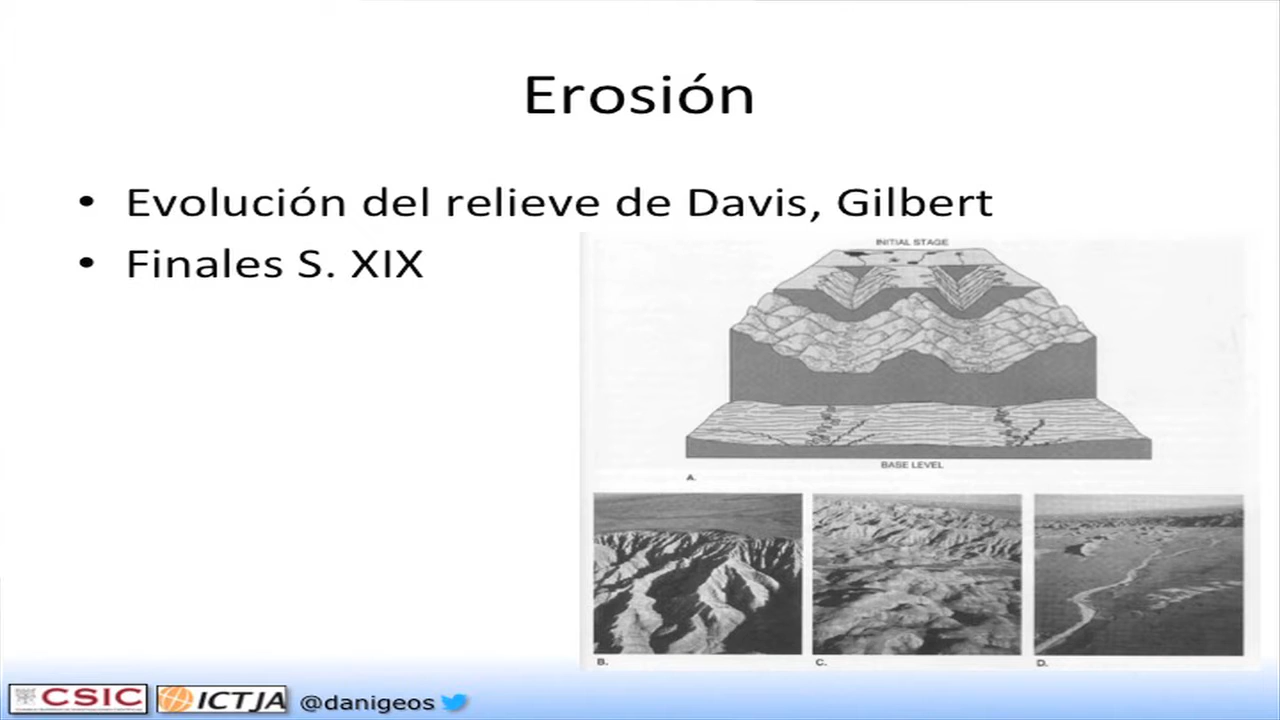 Erosión
• Evolución del relieve de Davis, Gilbert
• Finales S. XIX
INITIAL STAGE
BASE LEVEL
A.
B.
C.
D.
CSIC
ICTJA
@danigeos